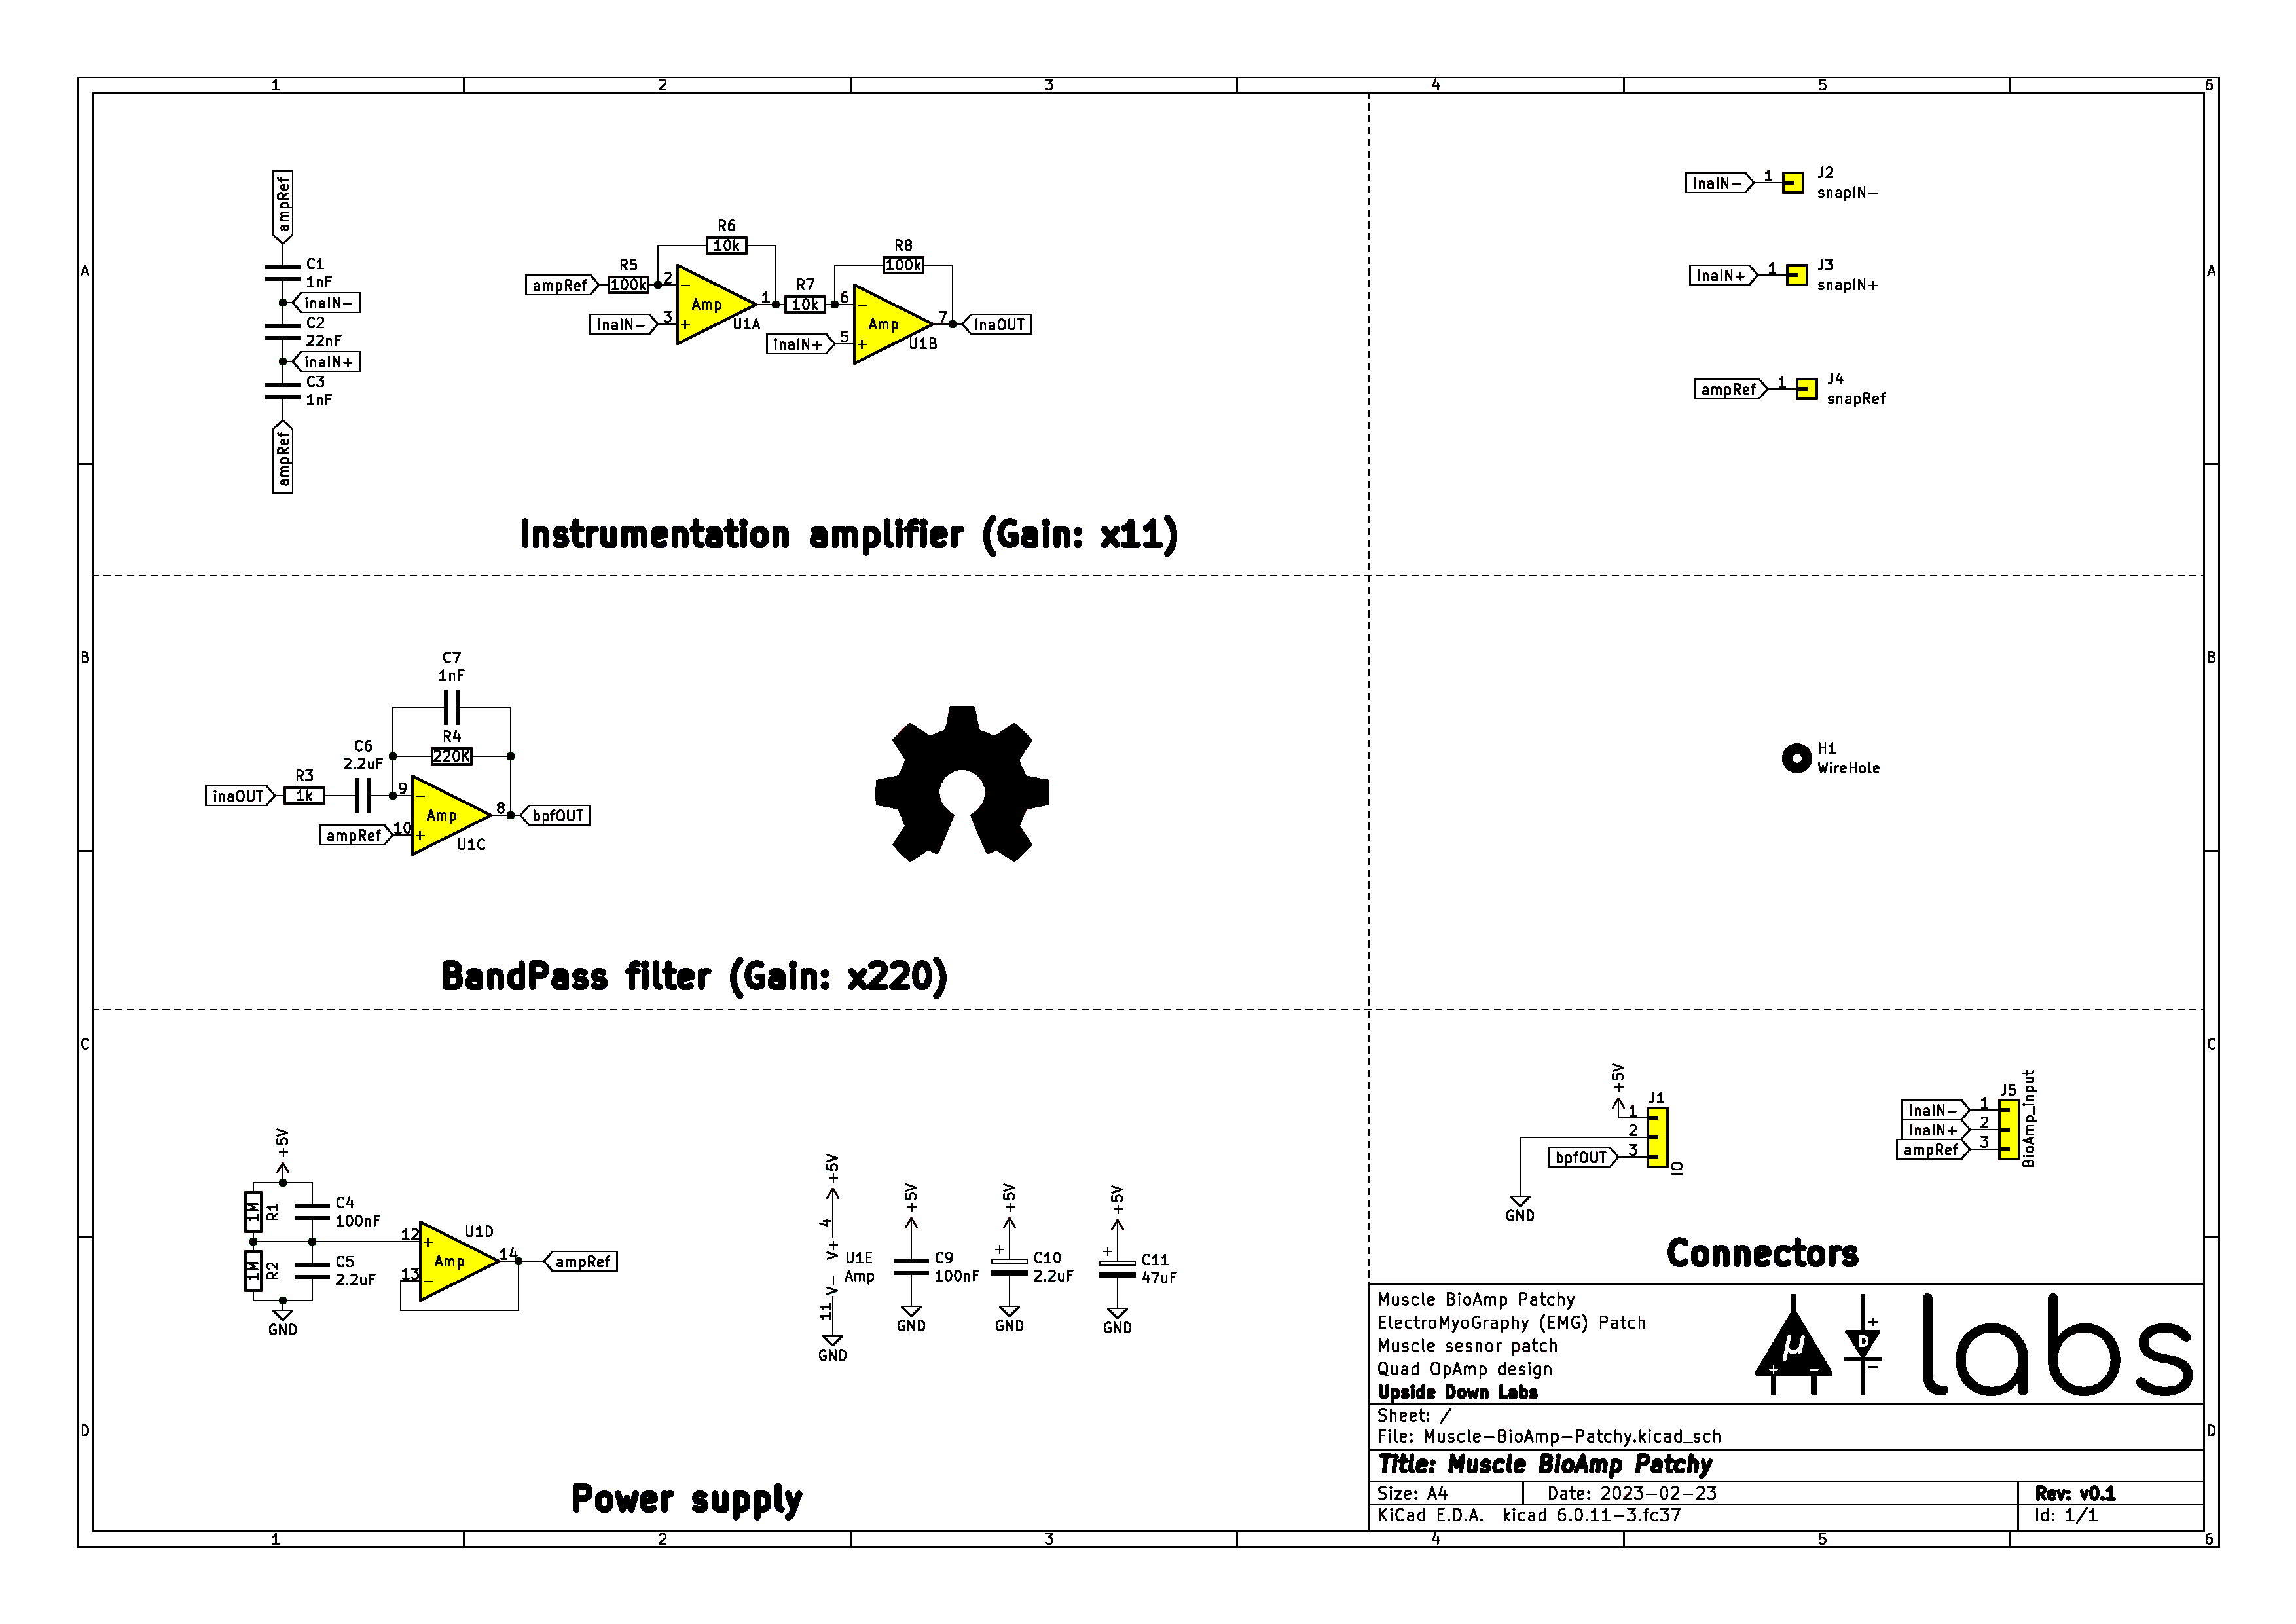 1 2 3 4 5 6
A
ampRef
C1
1nF
inaIN-
C2
22nF
inaIN+
C3
1nF
ampRef
R6
10k
R5
ampRef 100k 2
Amp
inaIN- 3
U1A
1
R7
10k
R8
100k
6
Amp
inaIN+ 5
U1B
7 inaOUT
Instrumentation amplifier (Gain: x11)
inaIN- 1
J2
snapIN-
inaIN+ 1
J3
snapIN+
ampRef 1
J4
snapRef
A
B
C7
1nF
R4
220K
C6
2.2uF
R3
inaOUT 1k 9
Amp
8 bpfOUT
ampRef 10
U1C
BandPass filter (Gain: x220)
H1
WireHole
B
C
+5V
1M R1
C4
100nF
1M R2
C5
2.2uF
GND
12
U1D
Amp
13
14 ampRef
+5V
4
V+
U1E
Amp
V-
11
GND
+5V
C9
100nF
GND
+5V
+
C10
2.2uF
GND
+5V
+
C11
47uF
GND
Power supply
+5V
J1
1
2
bpfOUT 3
IO
GND
J5
inaIN- 1
inaIN+ 2
ampRef 3
BioAmp_input
Connectors
C
D
Muscle BioAmp Patchy
ElectroMyoGraphy (EMG) Patch
Muscle sesnor patch
Quad OpAmp design
Upside Down Labs
µ D labs
Sheet: /
File: Muscle-BioAmp-Patchy.kicad_sch
Title: Muscle BioAmp Patchy
Size: A4 Date: 2023-02-23 Rev: v0.1
KiCad E.D.A. kicad 6.0.11-3.fc37 Id: 1/1
D
1 2 3 4 5 6